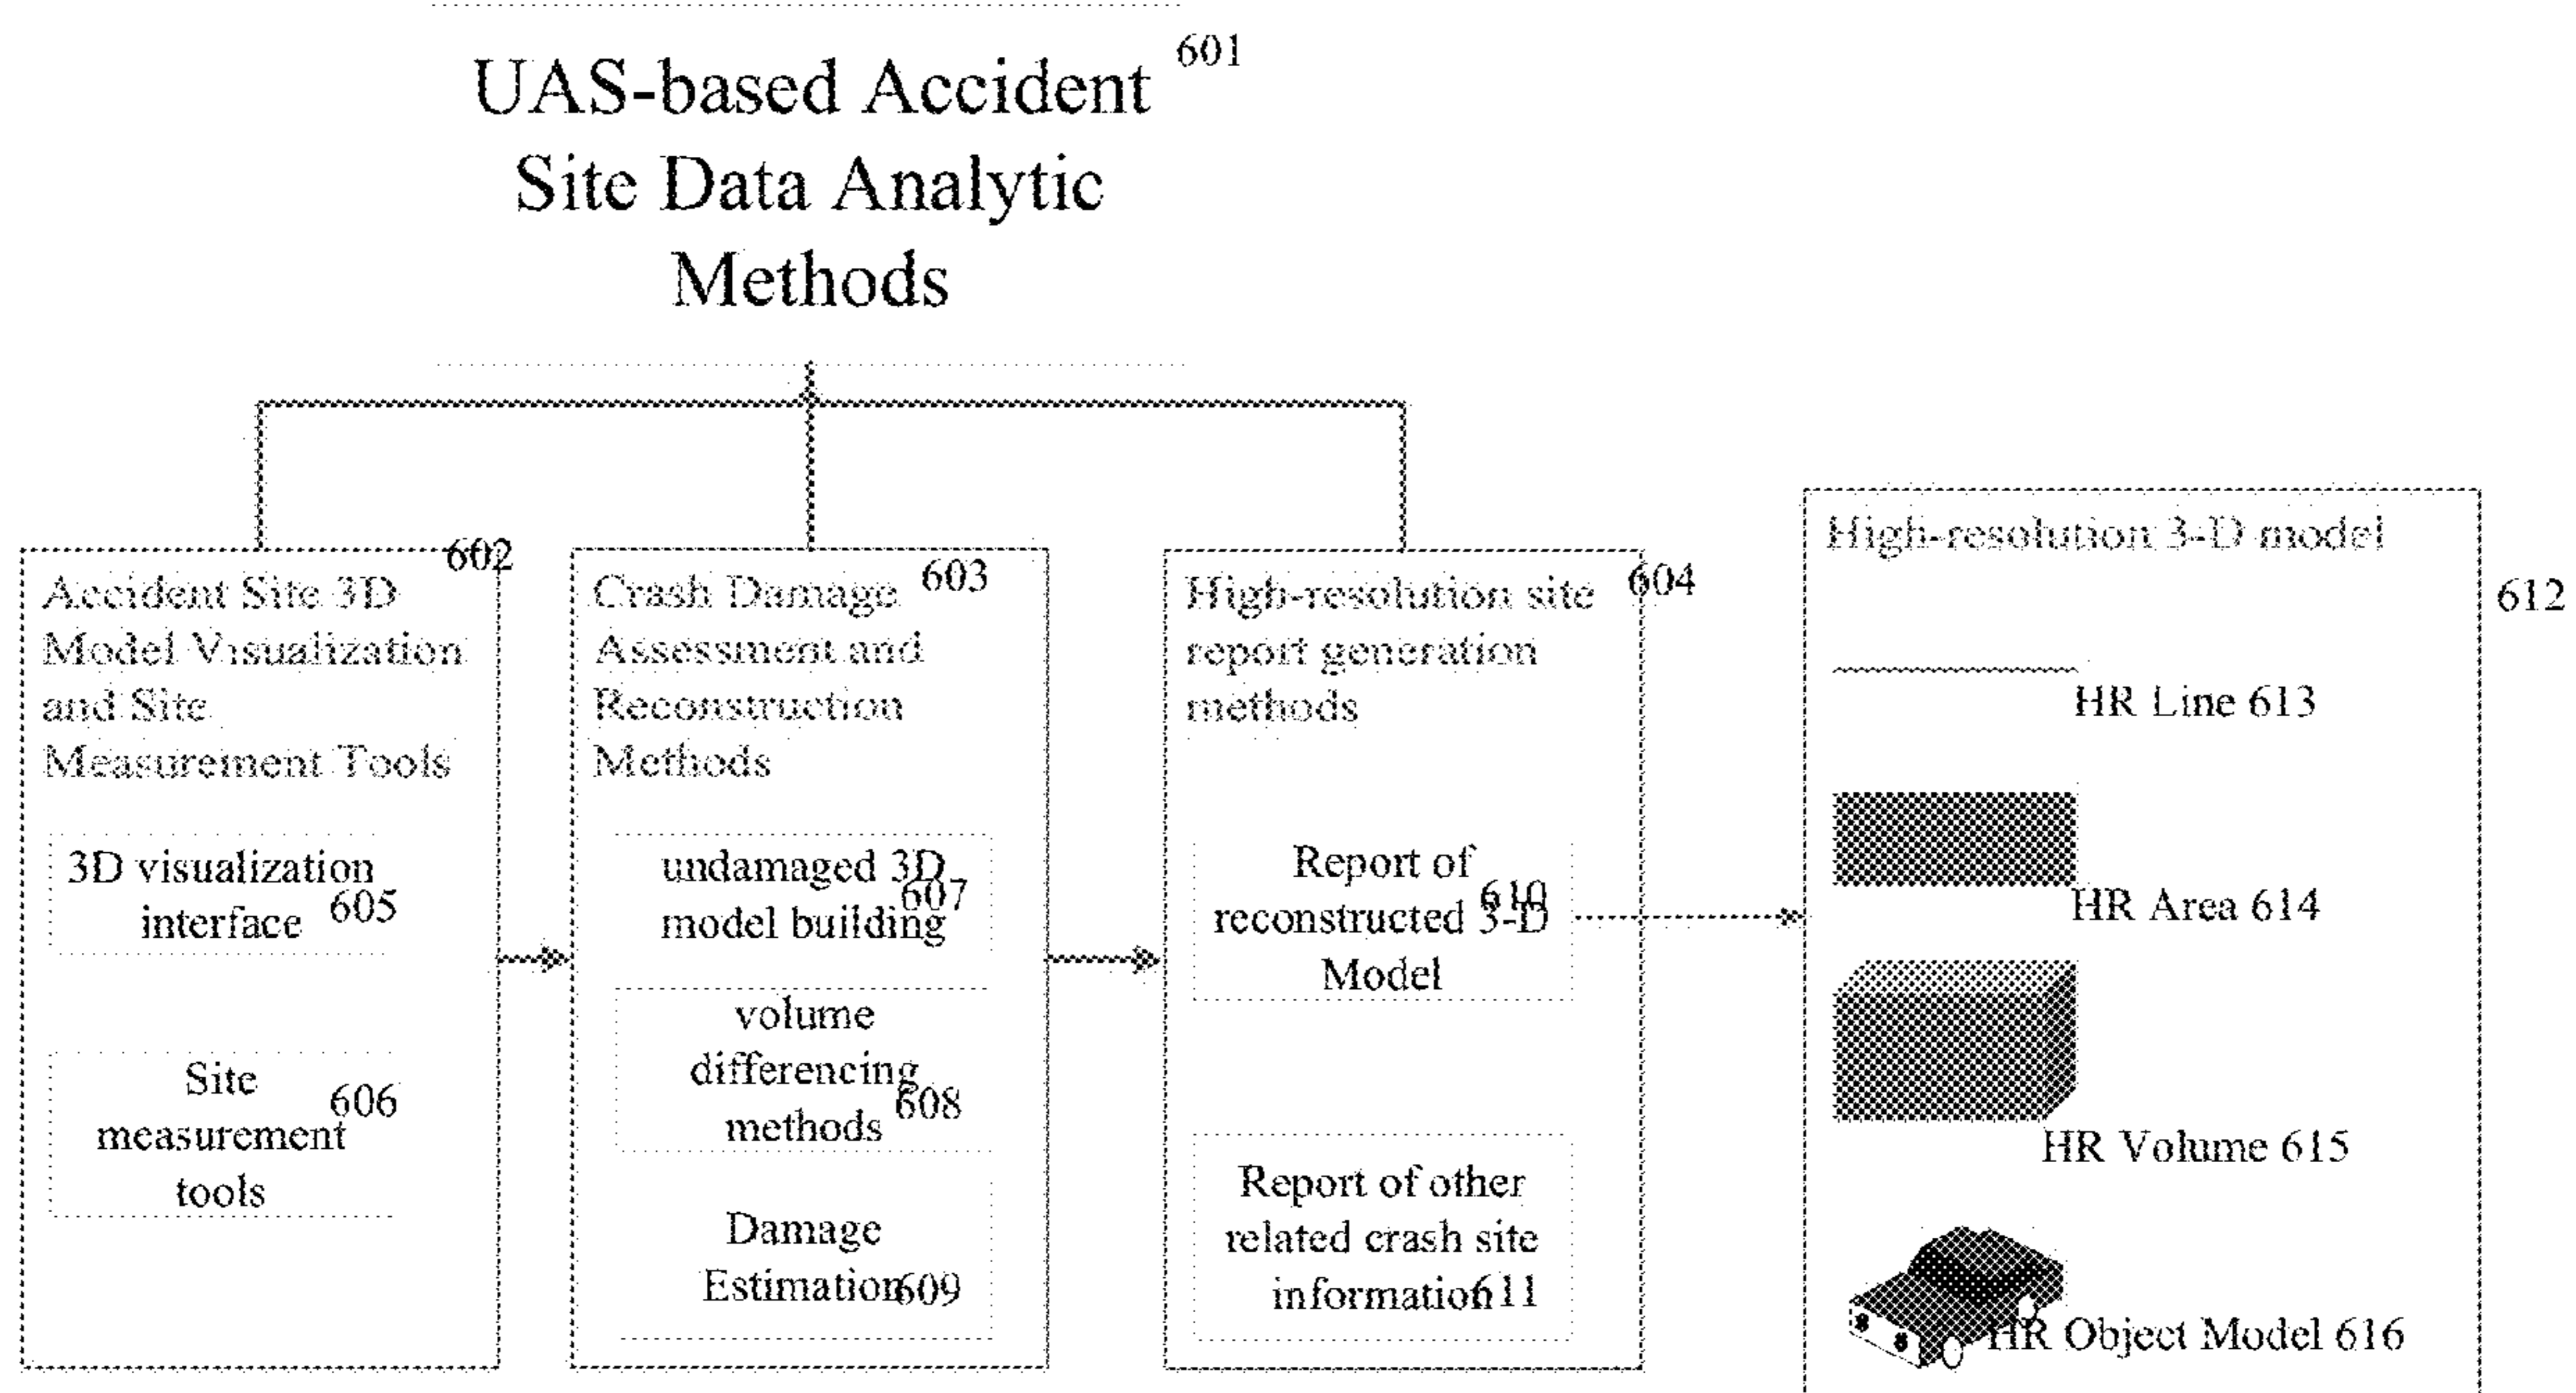 UAS-based Accident 601
Site Data Analytic
Methods
602
Accident Site 3D
Model Visualization
and Site
Measurement Tools
3D visualization
interface 605
Site
606
measurement
tools
603
Crash Damage
Assessment and
Reconstruction
Methods
undamaged 3D
607
model building
volume
differencing
608
methods
Damage
Estimation 609
604
High-resolution site
report generation
methods
Report of
610
reconstructed 3-D
Model
Report of other
related crash site
information 611
High-resolution 3-D model
612
HR Line 613
HR Area 614
HR Volume 615
HR Object Model 616